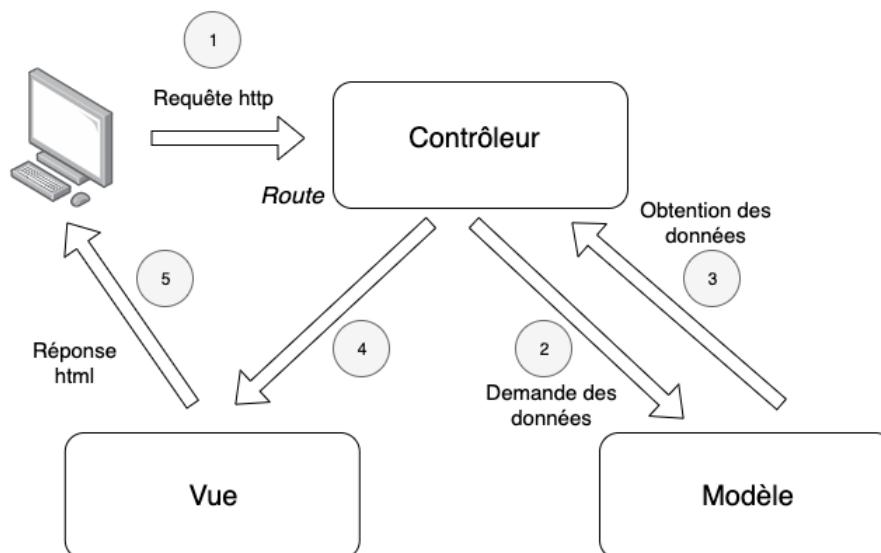 1
Requête http
Contrôleur
Route
Obtention des
données
3
5
4
2
Réponse
html
Demande des
données
Vue
Modèle